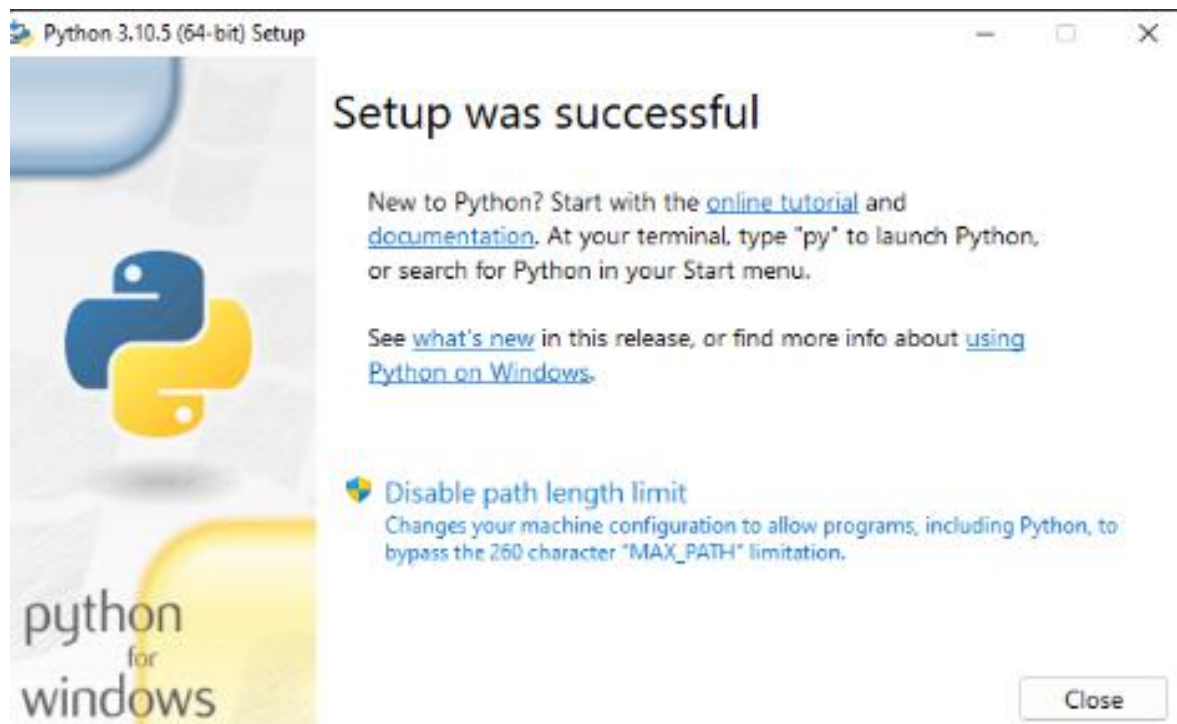 Python 3.10.5 (64-bit) Setup
Setup was successful
New to Python? Start with the online tutorial and
documentation. At your terminal, type "py" to launch Python,
or search for Python in your Start menu.
See what's new in this release, or find more info about using
Python on Windows.
Disable path length limit
Changes your machine configuration to allow programs, including Python, to
bypass the 260 character "MAX_PATH" limitation.
python
for
windows
Close